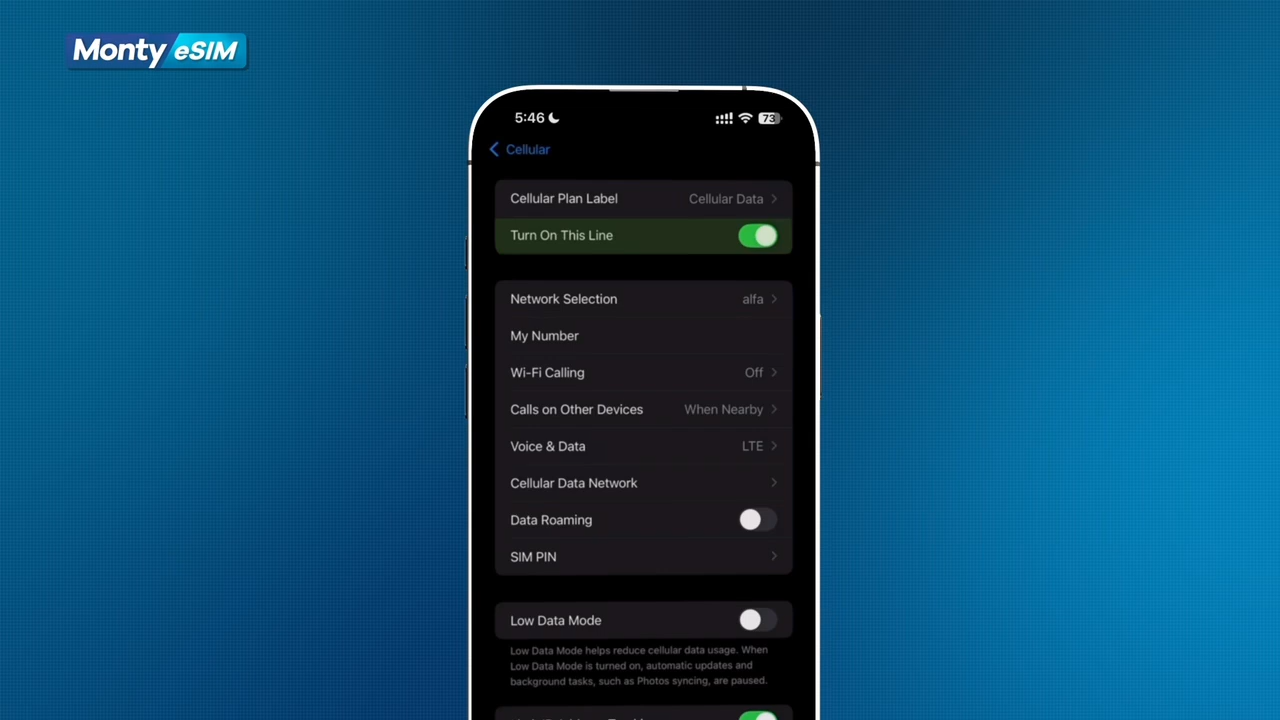 Monty eSIM
5:46
73
Cellular
Cellular Plan Label Cellular Data
Turn On This Line
Network Selection alfa
My Number
Wi-Fi Calling Off
Calls on Other Devices When Nearby
Voice & Data LTE
Cellular Data Network
Data Roaming
SIM PIN
Low Data Mode
Low Data Mode helps reduce cellular data usage. When
Low Data Mode is turned on, automatic updates and
background tasks, such as Photos syncing, are paused.